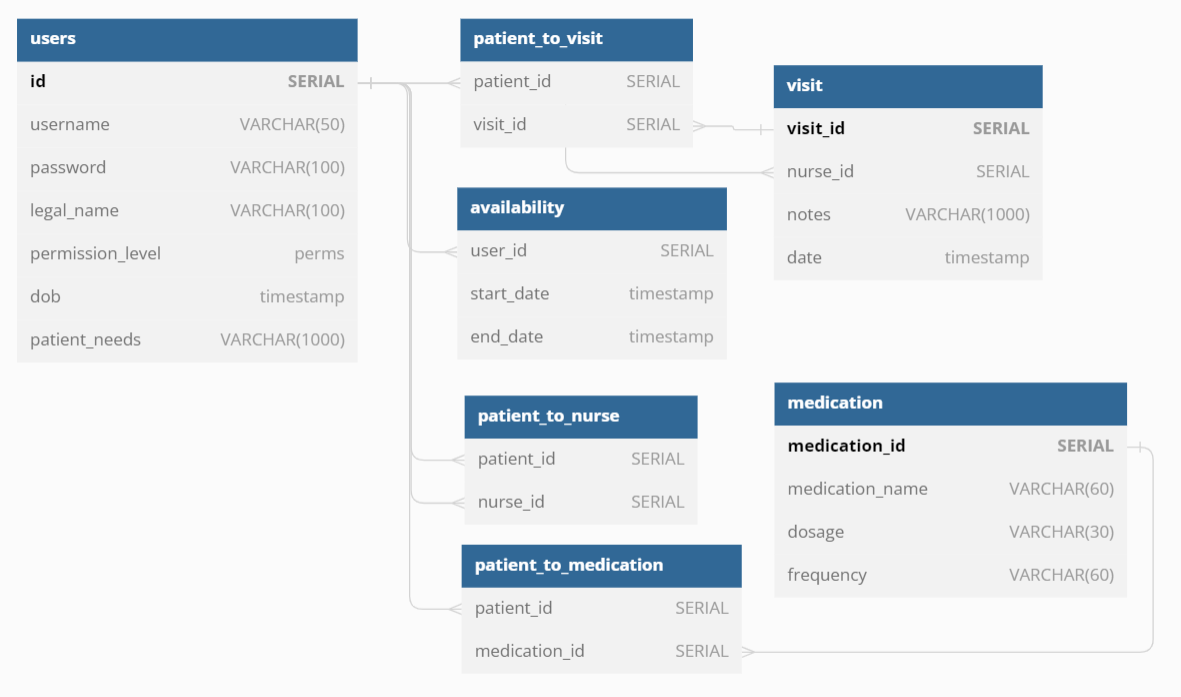 users
id SERIAL
username VARCHAR(50)
password VARCHAR(100)
legal_name VARCHAR(100)
permission_level perms
dob timestamp
patient_needs VARCHAR(1000)
patient_to_visit
patient_id SERIAL
visit_id SERIAL
visit
visit_id SERIAL
nurse_id SERIAL
notes VARCHAR(1000)
date timestamp
availability
user_id SERIAL
start_date timestamp
end_date timestamp
patient_to_nurse
patient_id SERIAL
nurse_id SERIAL
medication
medication_id SERIAL
medication_name VARCHAR(60)
dosage VARCHAR(30)
frequency VARCHAR(60)
patient_to_medication
patient_id SERIAL
medication_id SERIAL